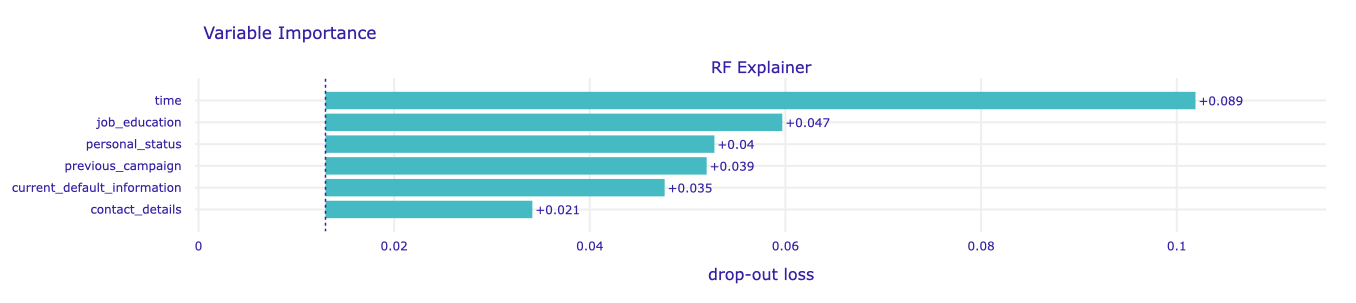 Variable Importance
RF Explainer
time +0.089
job_education +0.047
personal_status +0.04
previous_campaign +0.039
current_default_information +0.035
contact_details +0.021
0 0.02 0.04 0.06 0.08 0.1
drop-out loss